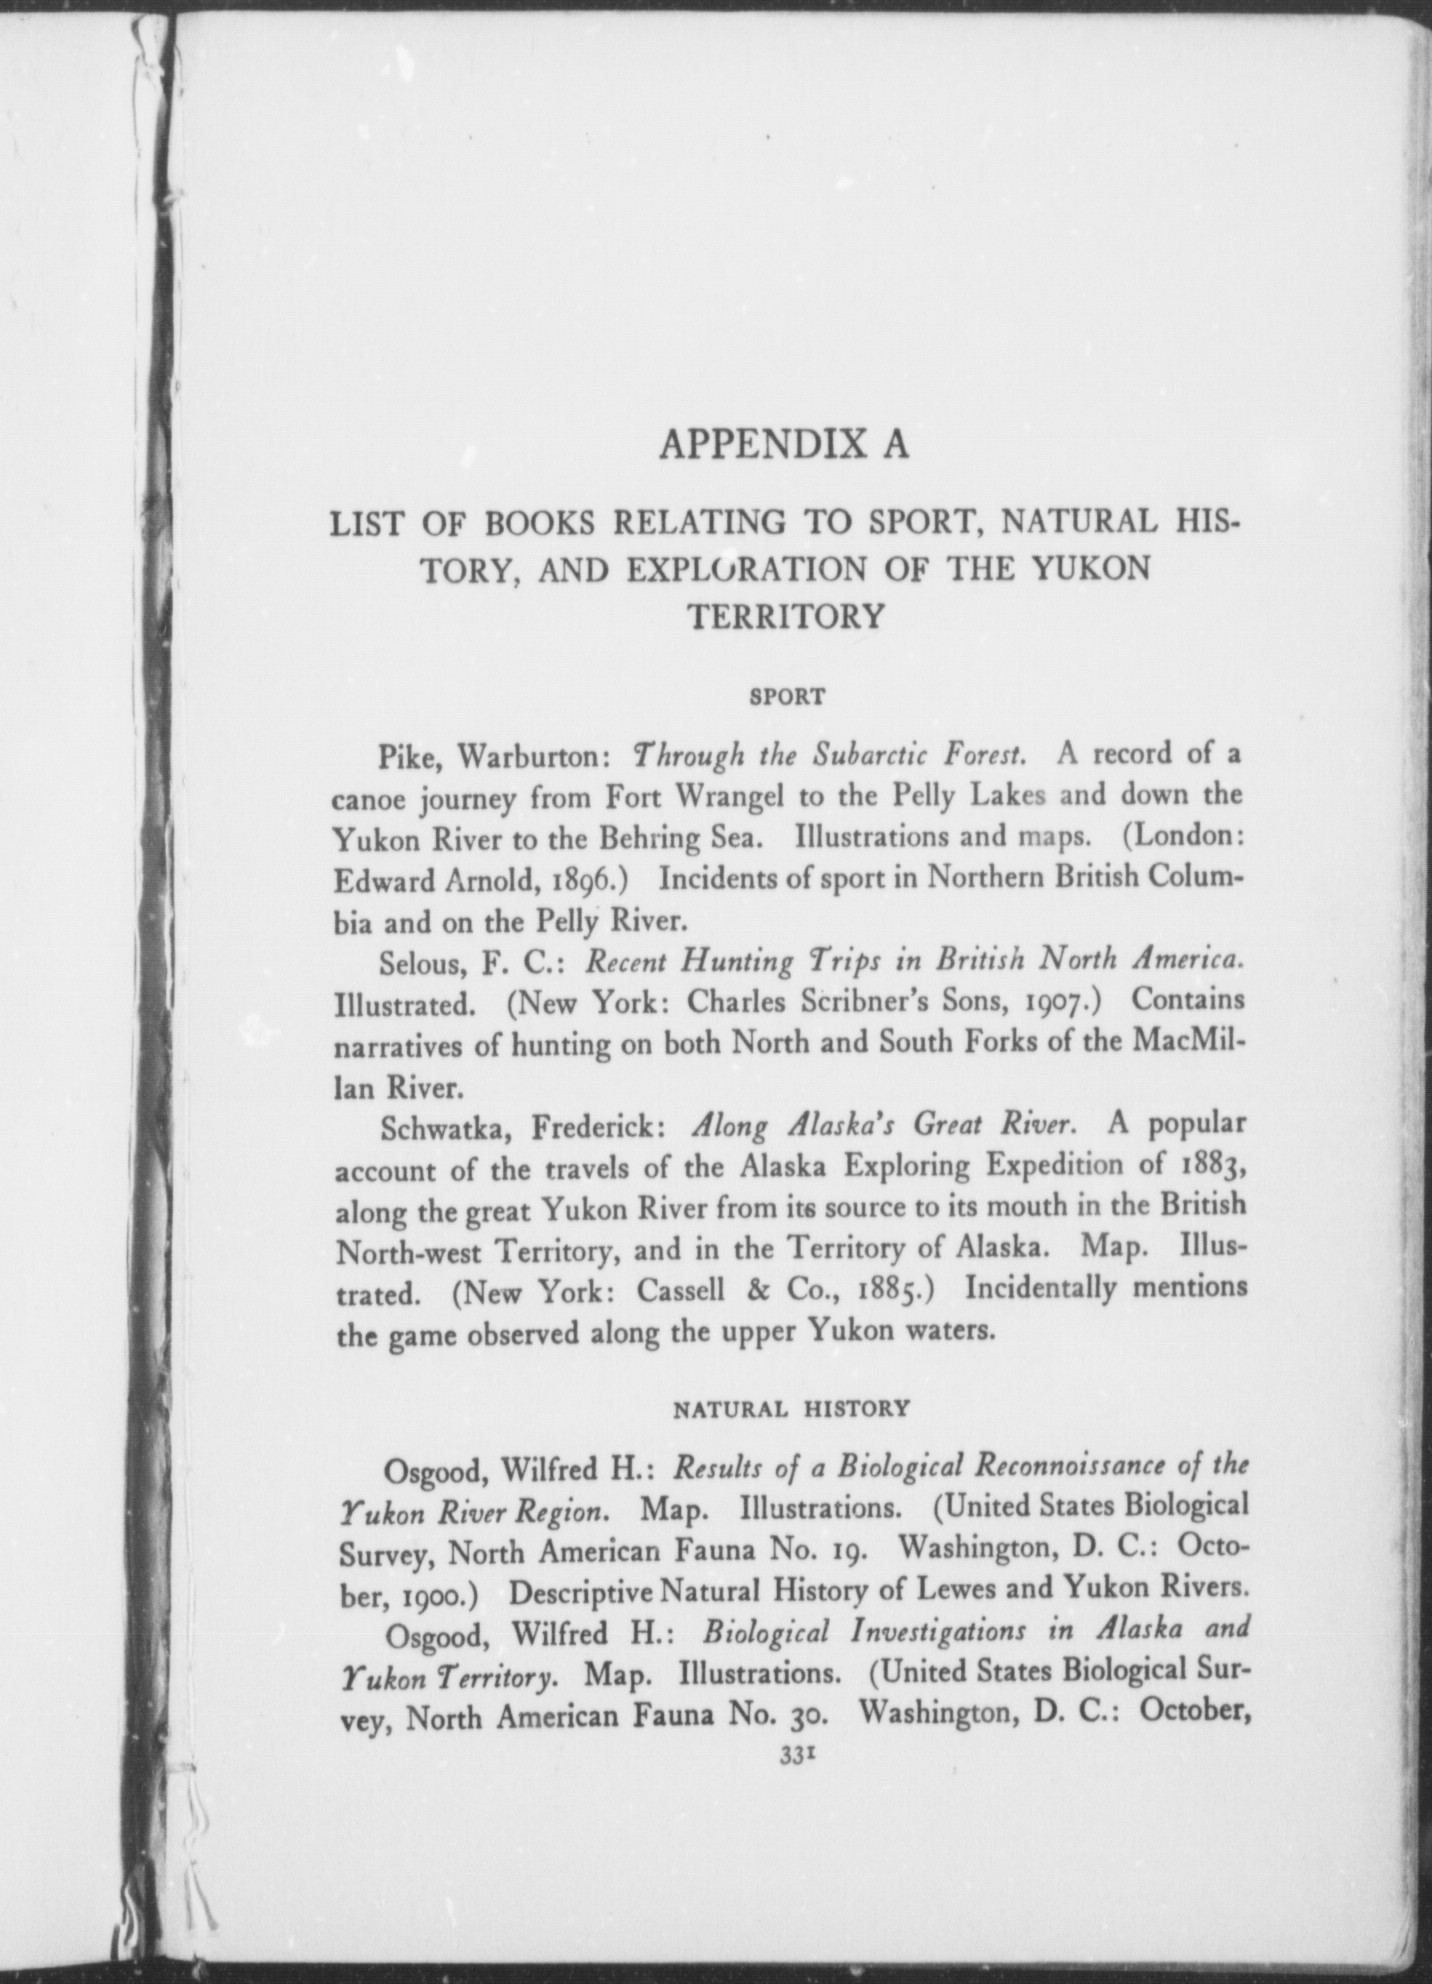 APPENDIX A
LIST OF BOOKS RELATING TO SPORT, NATURAL HIS-
TORY, AND EXPLORATION OF THE YUKON
TERRITORY
SPORT
Pike, Warburton: Through the Subarctic Forest. A record of a
canoe journey from Fort Wrangel to the Pelly Lakes and down the
Yukon River to the Behring Sea. Illustrations and maps. (London:
Edward Arnold, 1896.) Incidents of sport in Northern British Colum-
bia and on the Pelly River.
Selous, F. C.: Recent Hunting Trips in British North America.
Illustrated. (New York: Charles Scribner's Sons, 1907.) Contains
narratives of hunting on both North and South Forks of the MacMil-
lan River.
Schwatka, Frederick: Along Alaska's Great River. A popular
account of the travels of the Alaska Exploring Expedition of 1883,
along the great Yukon River from its source to its mouth in the British
North-west Territory, and in the Territory of Alaska. Map. Illus-
trated. (New York: Cassell & Co., 1885.) Incidentally mentions
the game observed along the upper Yukon waters.
NATURAL HISTORY
Osgood, Wilfred H.: Results of a Biological Reconnoissance of the
Yukon River Region. Map. Illustrations. (United States Biological
Survey, North American Fauna No. 19. Washington, D. C.: Octo-
ber, 1900.) Descriptive Natural History of Lewes and Yukon Rivers.
Osgood, Wilfred H.: Biological Investigations in Alaska and
Yukon Territory. Map. Illustrations. (United States Biological Sur-
vey, North American Fauna No. 30. Washington, D. C.: October,
331